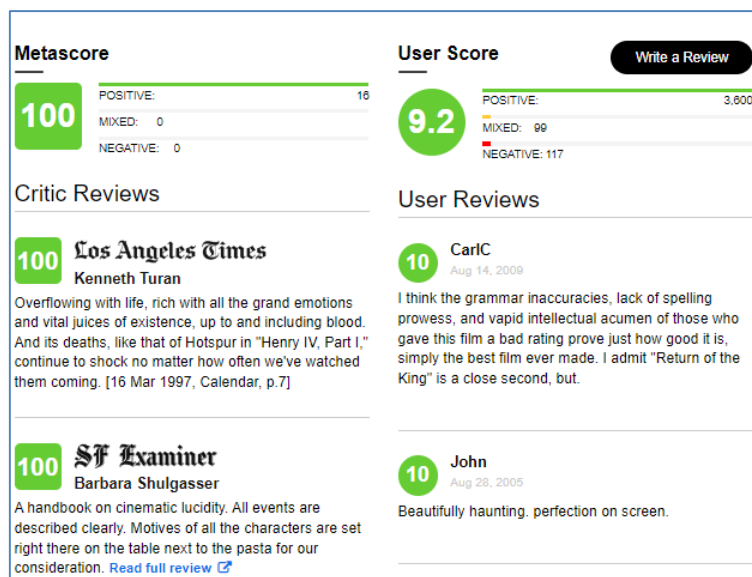 Metascore
100
POSITIVE: 16
MIXED: 0
NEGATIVE: 0
Critic Reviews
100
Los Angeles Times
Kenneth Turan
Overflowing with life, rich with all the grand emotions
and vital juices of existence, up to and including blood.
And its deaths, like that of Hotspur in "Henry IV, Part I,"
continue to shock no matter how often we've watched
them coming. [16 Mar 1997, Calendar, p.7]
100
SF Examiner
Barbara Shulgasser
A handbook on cinematic lucidity. All events are
described clearly. Motives of all the characters are set
right there on the table next to the pasta for our
consideration. Read full review
User Score
Write a Review
9.2
POSITIVE: 3,600
MIXED: 99
NEGATIVE: 117
User Reviews
10
CarlC
Aug 14, 2009
I think the grammar inaccuracies, lack of spelling
prowess, and vapid intellectual acumen of those who
gave this film a bad rating prove just how good it is,
simply the best film ever made. I admit "Return of the
King" is a close second, but.
10
John
Aug 28, 2005
Beautifully haunting. perfection on screen.